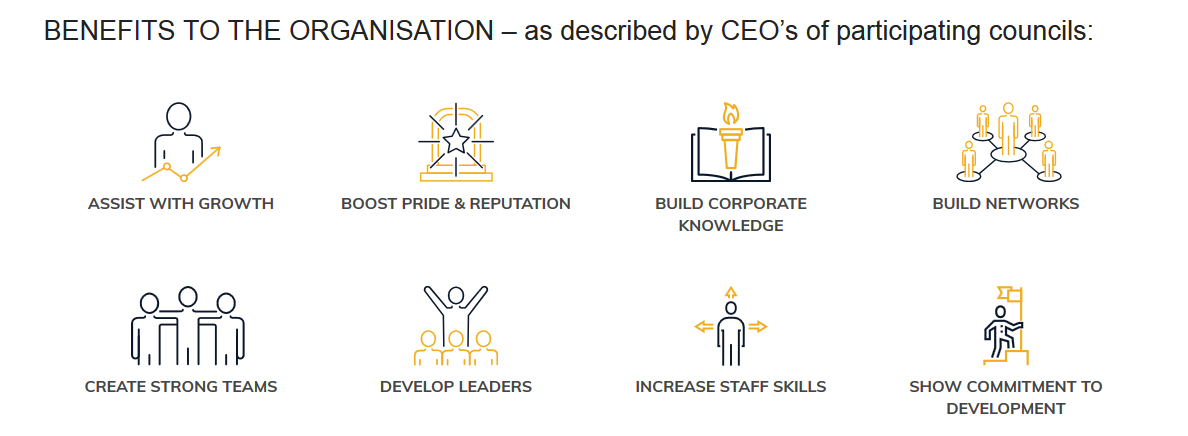 BENEFITS TO THE ORGANISATION – as described by CEO’s of participating councils:
ASSIST WITH GROWTH
BOOST PRIDE & REPUTATION
BUILD CORPORATE
KNOWLEDGE
BUILD NETWORKS
CREATE STRONG TEAMS
DEVELOP LEADERS
INCREASE STAFF SKILLS
SHOW COMMITMENT TO
DEVELOPMENT